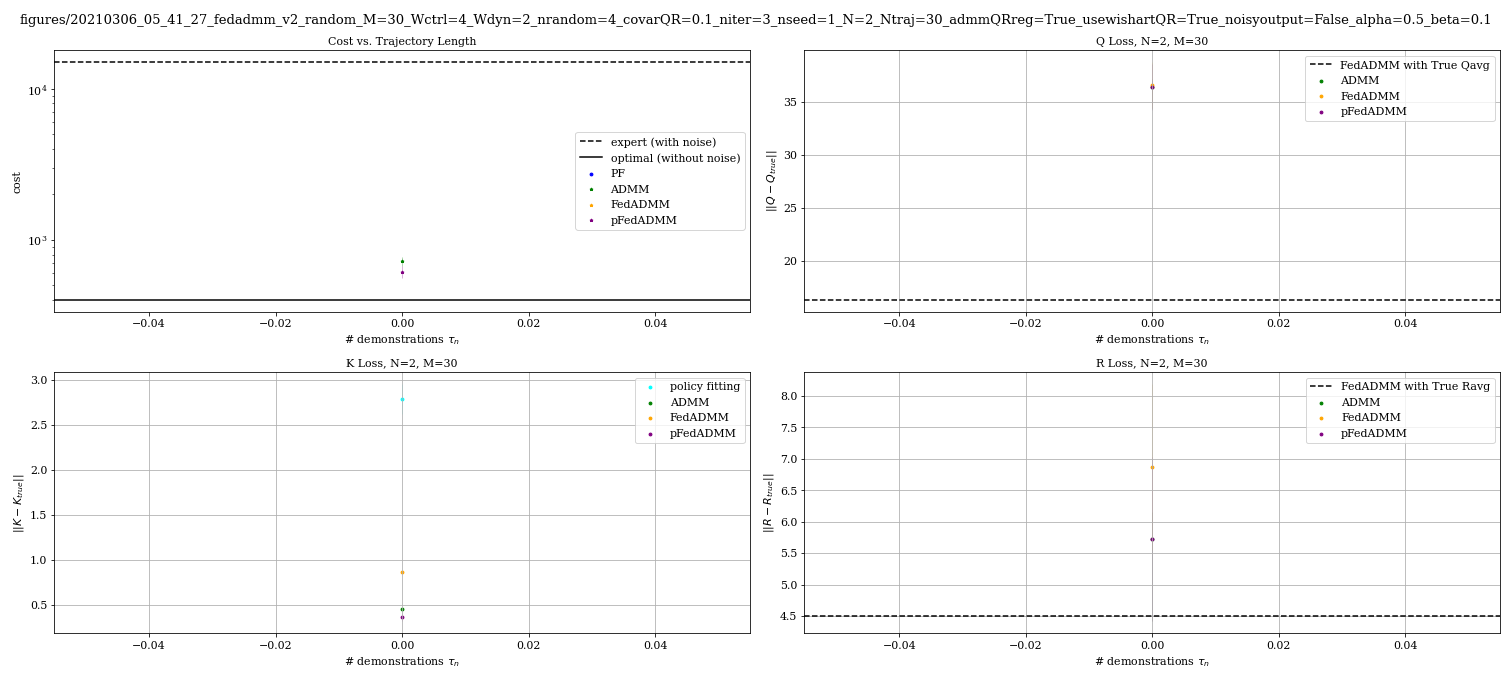 figures/20210306_05_41_27_fedadmm_v2_random_M=30_Wctrl=4_Wdyn=2_nrandom=4_covarQR=0.1_niter=3_nseed=1_N=2_Ntraj=30_admmQRreg=True_usewishartQR=True_noisyoutput=False_alpha=0.5_beta=0.1
Cost vs. Trajectory Length
cost
10^4
10^3
expert (with noise)
optimal (without noise)
PF
ADMM
FedADMM
pFedADMM
−0.04 −0.02 0.00 0.02 0.04
# demonstrations τ_n
Q Loss, N=2, M=30
||Q − Q_true||
35
30
25
20
FedADMM with True Qavg
ADMM
FedADMM
pFedADMM
−0.04 −0.02 0.00 0.02 0.04
# demonstrations τ_n
K Loss, N=2, M=30
||K − K_true||
3.0
2.5
2.0
1.5
1.0
0.5
policy fitting
ADMM
FedADMM
pFedADMM
−0.04 −0.02 0.00 0.02 0.04
# demonstrations τ_n
R Loss, N=2, M=30
||R − R_true||
8.0
7.5
7.0
6.5
6.0
5.5
5.0
4.5
FedADMM with True Ravg
ADMM
FedADMM
pFedADMM
−0.04 −0.02 0.00 0.02 0.04
# demonstrations τ_n